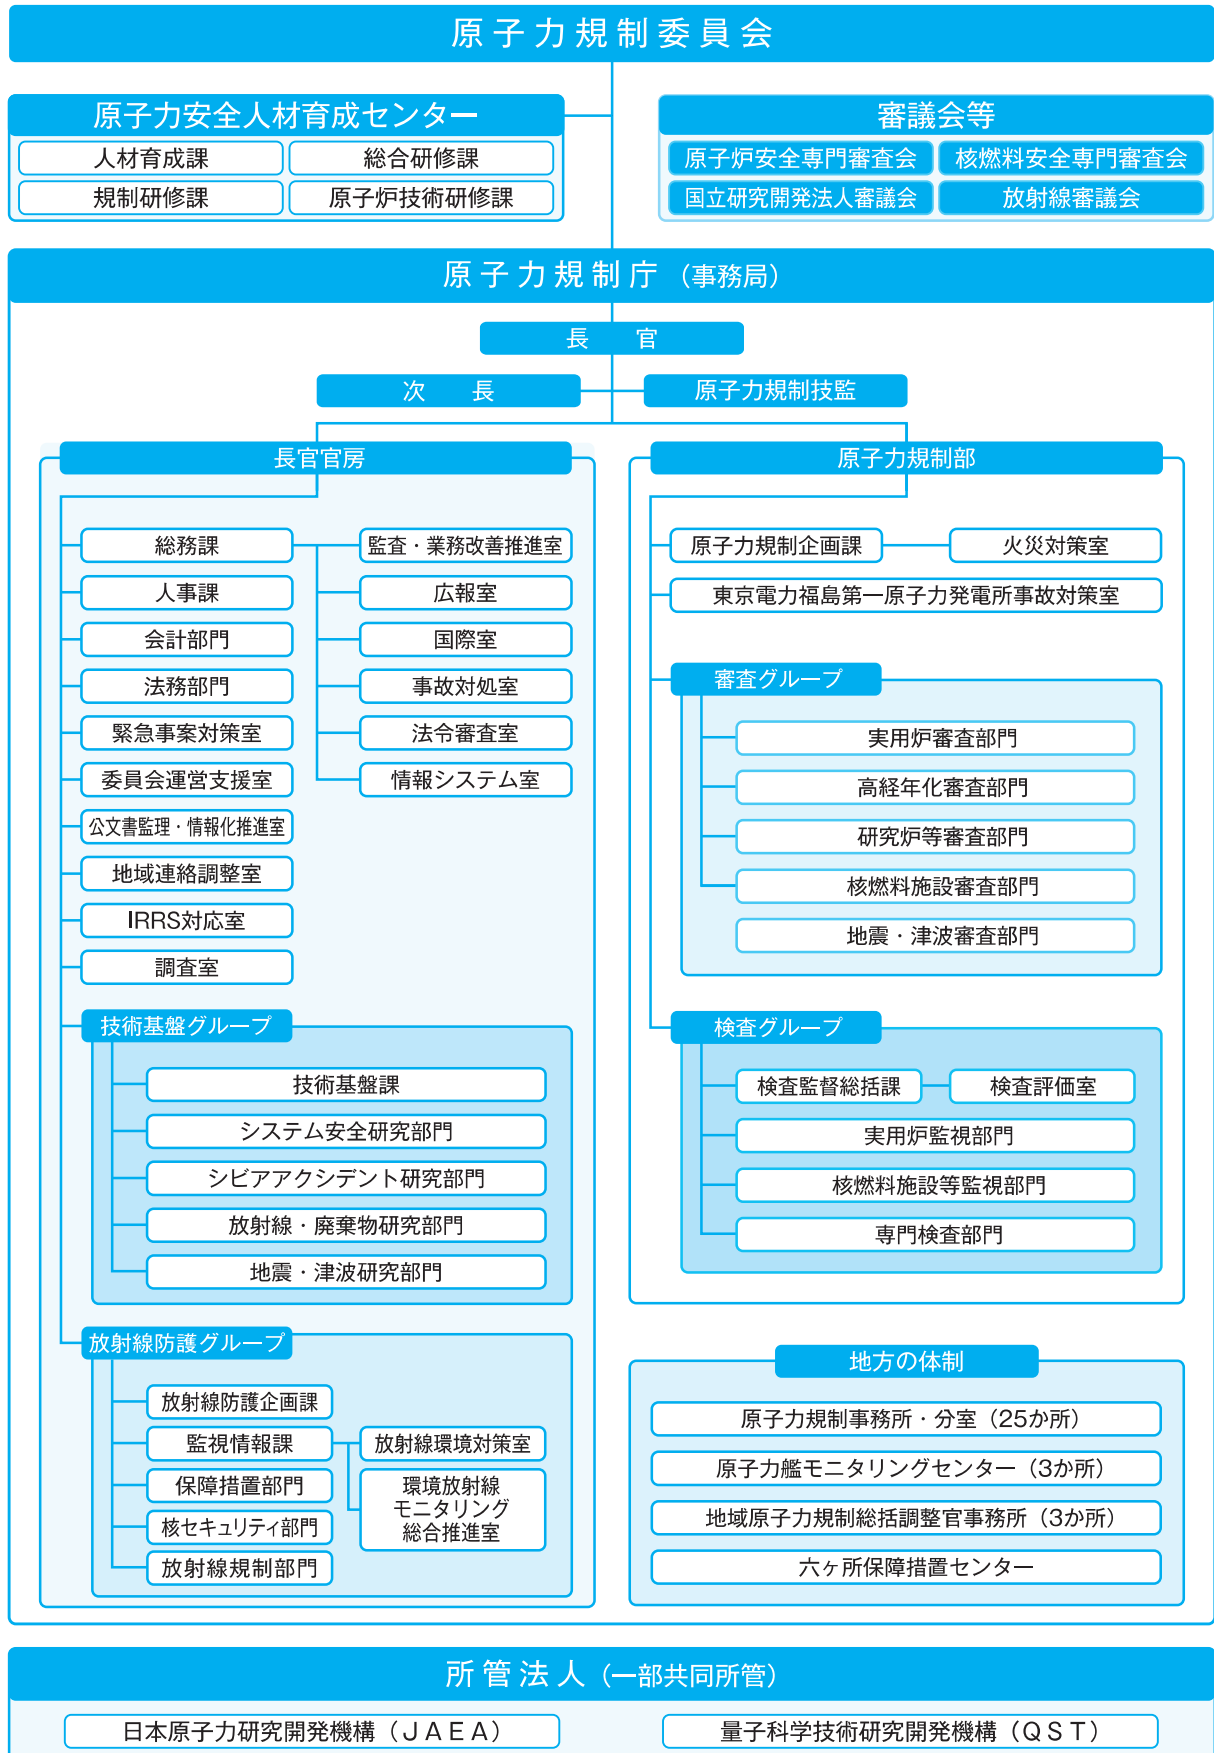 原子力規制委員会
原子力安全人材育成センター
人材育成課
総合研修課
規制研修課
原子炉技術研修課
審議会等
原子炉安全専門審査会
核燃料安全専門審査会
国立研究開発法人審議会
放射線審議会
原子力規制庁（事務局）
長　官
次　長
原子力規制技監
長官官房
総務課
監査・業務改善推進室
人事課
広報室
会計部門
国際室
法務部門
事故対処室
緊急事案対策室
法令審査室
委員会運営支援室
情報システム室
公文書監理・情報化推進室
地域連絡調整室
IRRS対応室
調査室
技術基盤グループ
技術基盤課
システム安全研究部門
シビアアクシデント研究部門
放射線・廃棄物研究部門
地震・津波研究部門
放射線防護グループ
放射線防護企画課
監視情報課
放射線環境対策室
保障措置部門
環境放射線
モニタリング
総合推進室
核セキュリティ部門
放射線規制部門
原子力規制部
原子力規制企画課
火災対策室
東京電力福島第一原子力発電所事故対策室
審査グループ
実用炉審査部門
高経年化審査部門
研究炉等審査部門
核燃料施設審査部門
地震・津波審査部門
検査グループ
検査監督総括課
検査評価室
実用炉監視部門
核燃料施設等監視部門
専門検査部門
地方の体制
原子力規制事務所・分室（25か所）
原子力艦モニタリングセンター（3か所）
地域原子力規制総括調整官事務所（3か所）
六ヶ所保障措置センター
所管法人（一部共同所管）
日本原子力研究開発機構（ＪＡＥＡ）
量子科学技術研究開発機構（ＱＳＴ）